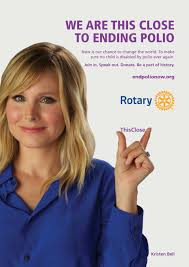 WE ARE THIS CLOSE
TO ENDING POLIO
Now is our chance to change the world. To make
sure no child is disabled by polio ever again.
Join in. Speak out. Donate. Be a part of history.
endpolionow.org
Rotary
ThisClose
Kristen Bell